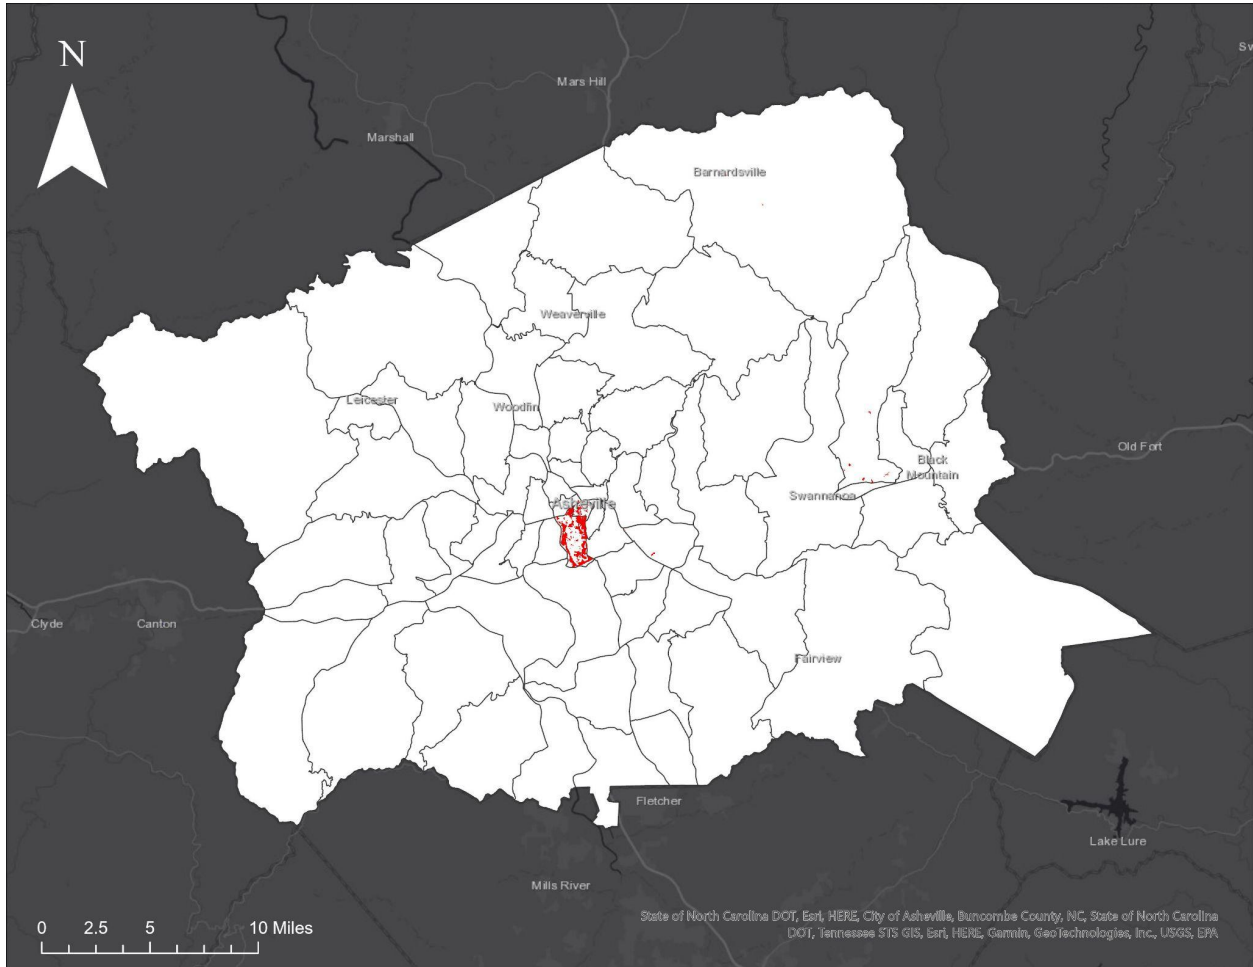 N
Sw
Mars Hill
Marshall
Barnardsville
Weaverville
Leicester
Woodfin
Old Fort
Black
Mountain
Swannanoa
Asheville
Clyde
Canton
Fairview
Fletcher
Lake Lure
Mills River
0 2.5 5 10 Miles
State of North Carolina DOT, Esri, HERE, City of Asheville, Buncombe County, NC, State of North Carolina
DOT, Tennessee STS GIS, Esri, HERE, Garmin, GeoTechnologies, Inc., USGS, EPA